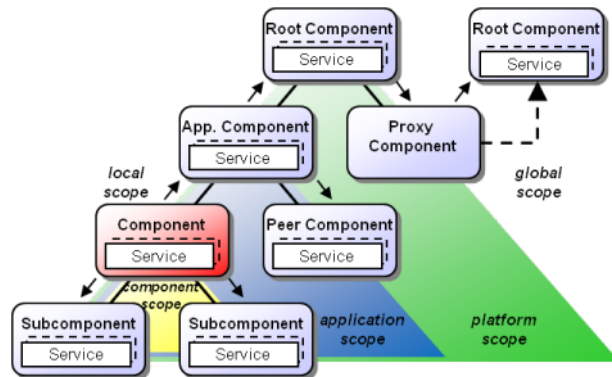 Root Component
Service
Root Component
Service
App. Component
Service
Proxy
Component
local
scope
global
scope
Component
Service
Peer Component
Service
component
scope
Subcomponent
Service
Subcomponent
Service
application
scope
platform
scope